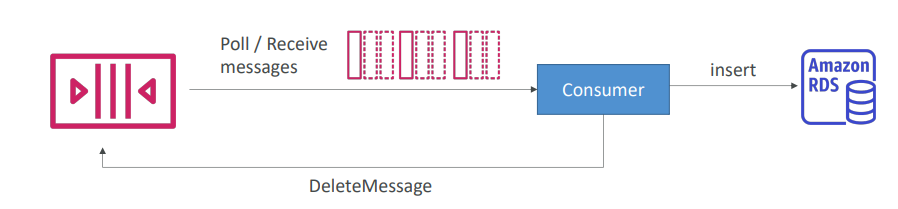 Poll / Receive
messages
Consumer
insert
Amazon
RDS
DeleteMessage